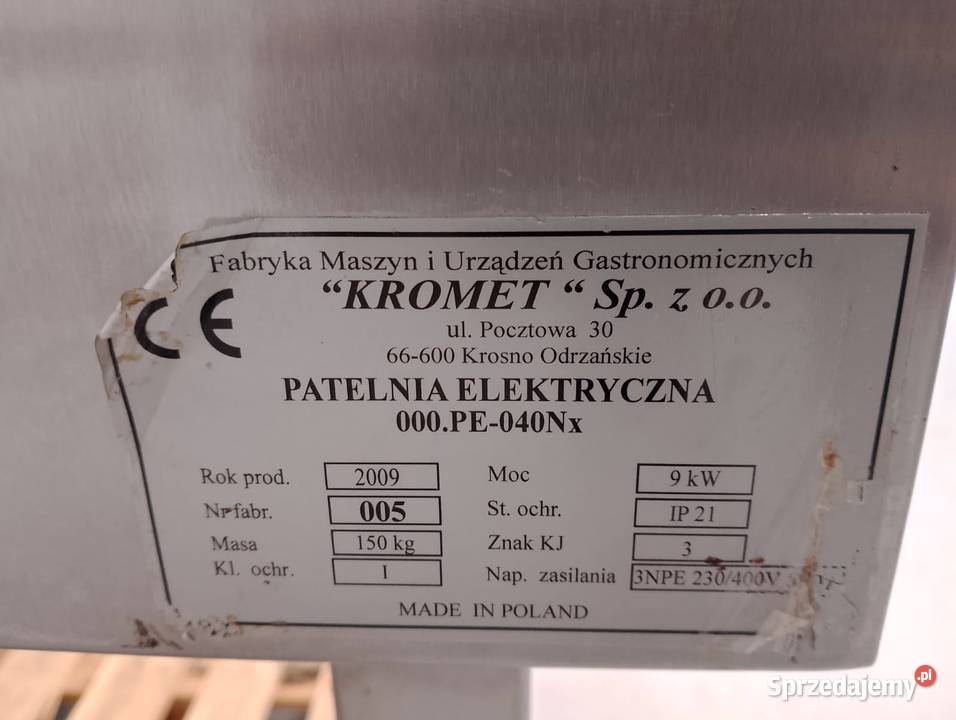 Fabryka Maszyn i Urządzeń Gastronomicznych
CE "KROMET " Sp. z o.o.
ul. Pocztowa 30
66-600 Krosno Odrzańskie
PATELNIA ELEKTRYCZNA
000.PE-040Nx
Rok prod. 2009 Moc 9 kW
Nr fabr. 005 St. ochr. IP 21
Masa 150 kg Znak KJ 3
Kl. ochr. I Nap. zasilania 3NPE 230/400V
MADE IN POLAND
Sprzedajemy.pl